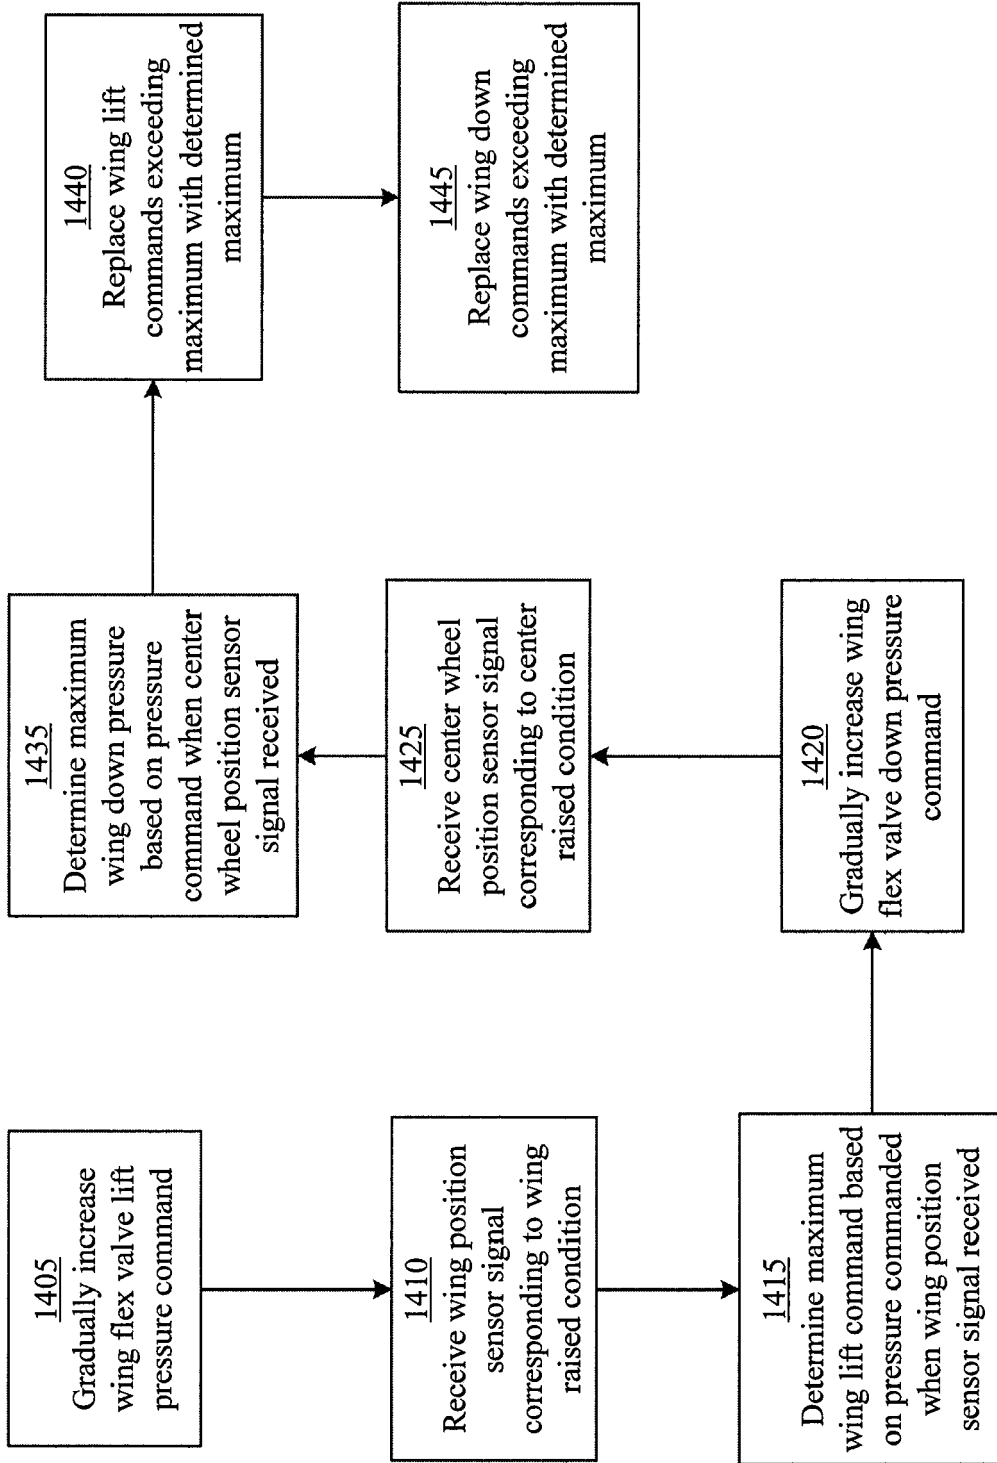 1405
Gradually increase
wing flex valve lift
pressure command
1410
Receive wing position
sensor signal
corresponding to wing
raised condition
1415
Determine maximum
wing lift command based
on pressure commanded
when wing position
sensor signal received
1420
Gradually increase wing
flex valve down pressure
command
1425
Receive center wheel
position sensor signal
corresponding to center
raised condition
1435
Determine maximum
wing down pressure
based on pressure
command when center
wheel position sensor
signal received
1440
Replace wing lift
commands exceeding
maximum with determined
maximum
1445
Replace wing down
commands exceeding
maximum with determined
maximum